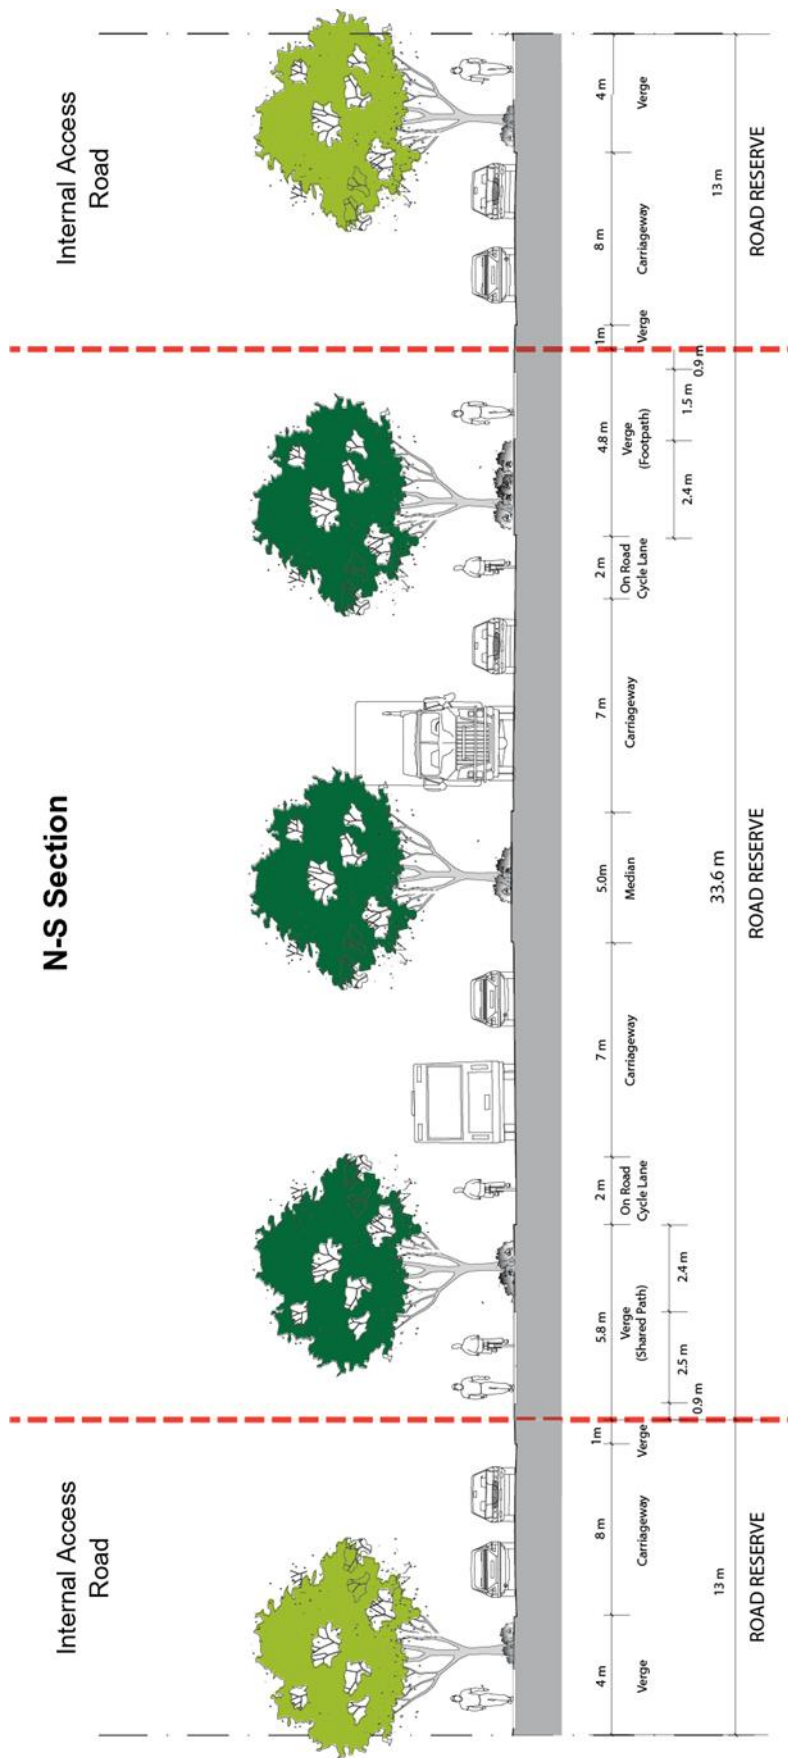 N-S Section
Internal Access
Road
Internal Access
Road
4 m
8 m
1m
5.8 m
2 m
7 m
5.0m
7 m
2 m
4.8 m
1m
8 m
4 m
Verge
Carriageway
Verge
Verge
(Shared Path)
On Road
Cycle Lane
Carriageway
Median
Carriageway
On Road
Cycle Lane
Verge
(Footpath)
Verge
Carriageway
Verge
0.9 m
2.5 m
2.4 m
2.4 m
1.5 m
0.9 m
13 m
33.6 m
13 m
ROAD RESERVE
ROAD RESERVE
ROAD RESERVE